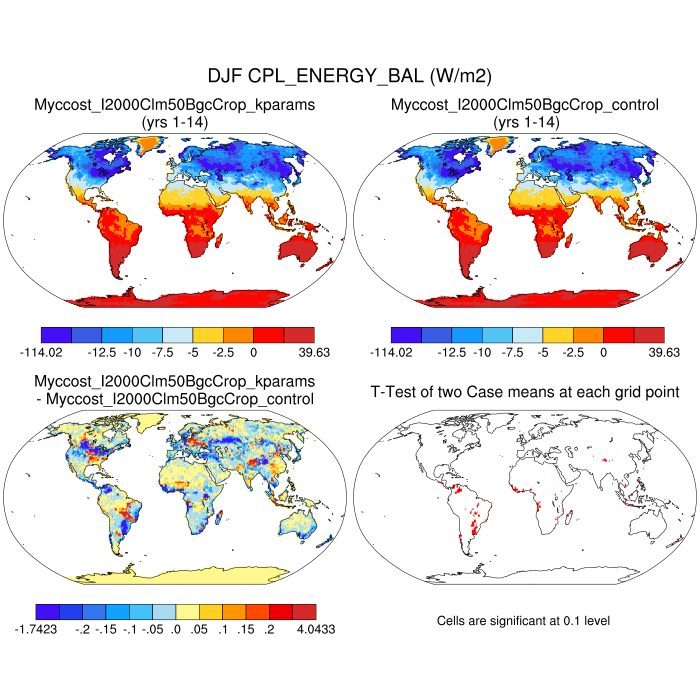 DJF CPL_ENERGY_BAL (W/m2)
Myccost_I2000Clm50BgcCrop_kparams
(yrs 1-14)
Myccost_I2000Clm50BgcCrop_control
(yrs 1-14)
-114.02 -12.5 -10 -7.5 -5 -2.5 0 39.63
-114.02 -12.5 -10 -7.5 -5 -2.5 0 39.63
Myccost_I2000Clm50BgcCrop_kparams
- Myccost_I2000Clm50BgcCrop_control
T-Test of two Case means at each grid point
-1.7423 -.2 -.15 -.1 -.05 .0 .05 .1 .15 .2 4.0433
Cells are significant at 0.1 level